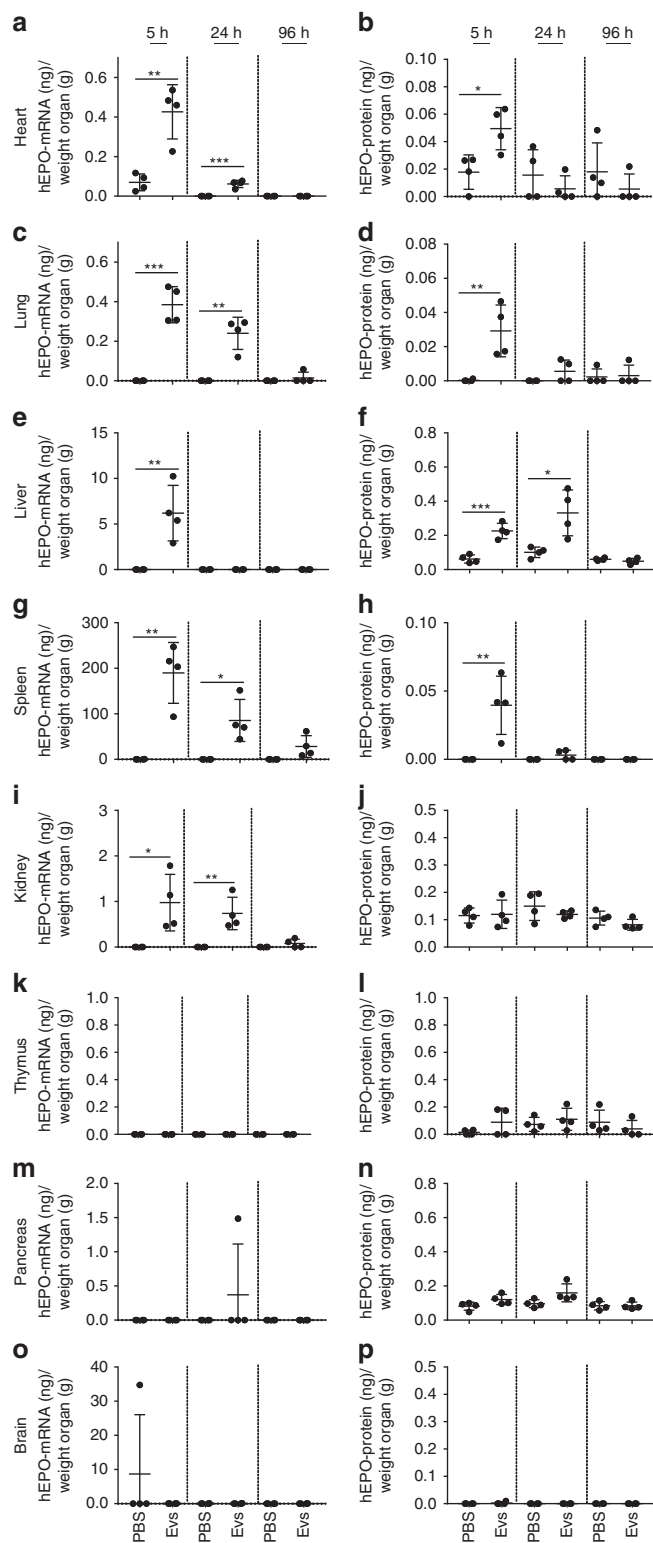 a
5 h
24 h
96 h
Heart
hEPO-mRNA (ng)/
weight organ (g)
0.6
0.4
0.2
0.0
**
***
b
5 h
24 h
96 h
hEPO-protein (ng)/
weight organ (g)
0.10
0.08
0.06
0.04
0.02
0.00
*
c
Lung
hEPO-mRNA (ng)/
weight organ (g)
0.6
0.4
0.2
0.0
***
**
d
hEPO-protein (ng)/
weight organ (g)
0.08
0.06
0.04
0.02
0.00
**
e
Liver
hEPO-mRNA (ng)/
weight organ (g)
15
10
5
0
**
f
hEPO-protein (ng)/
weight organ (g)
0.8
0.6
0.4
0.2
0.0
***
*
g
Spleen
hEPO-mRNA (ng)/
weight organ (g)
300
200
100
0
**
*
h
hEPO-protein (ng)/
weight organ (g)
0.10
0.05
0.00
**
i
Kidney
hEPO-mRNA (ng)/
weight organ (g)
3
2
1
0
*
**
j
hEPO-protein (ng)/
weight organ (g)
0.5
0.4
0.3
0.2
0.1
0.0
k
Thymus
hEPO-mRNA (ng)/
weight organ (g)
1.0
0.8
0.6
0.4
0.2
0.0
l
hEPO-protein (ng)/
weight organ (g)
1.0
0.8
0.6
0.4
0.2
0.0
m
Pancreas
hEPO-mRNA (ng)/
weight organ (g)
2.0
1.5
1.0
0.5
0.0
n
hEPO-protein (ng)/
weight organ (g)
0.8
0.6
0.4
0.2
0.0
o
Brain
hEPO-mRNA (ng)/
weight organ (g)
40
30
20
10
0.0
PBS
Evs
PBS
Evs
PBS
Evs
p
hEPO-protein (ng)/
weight organ (g)
0.5
0.4
0.3
0.2
0.1
0.0
PBS
Evs
PBS
Evs
PBS
Evs